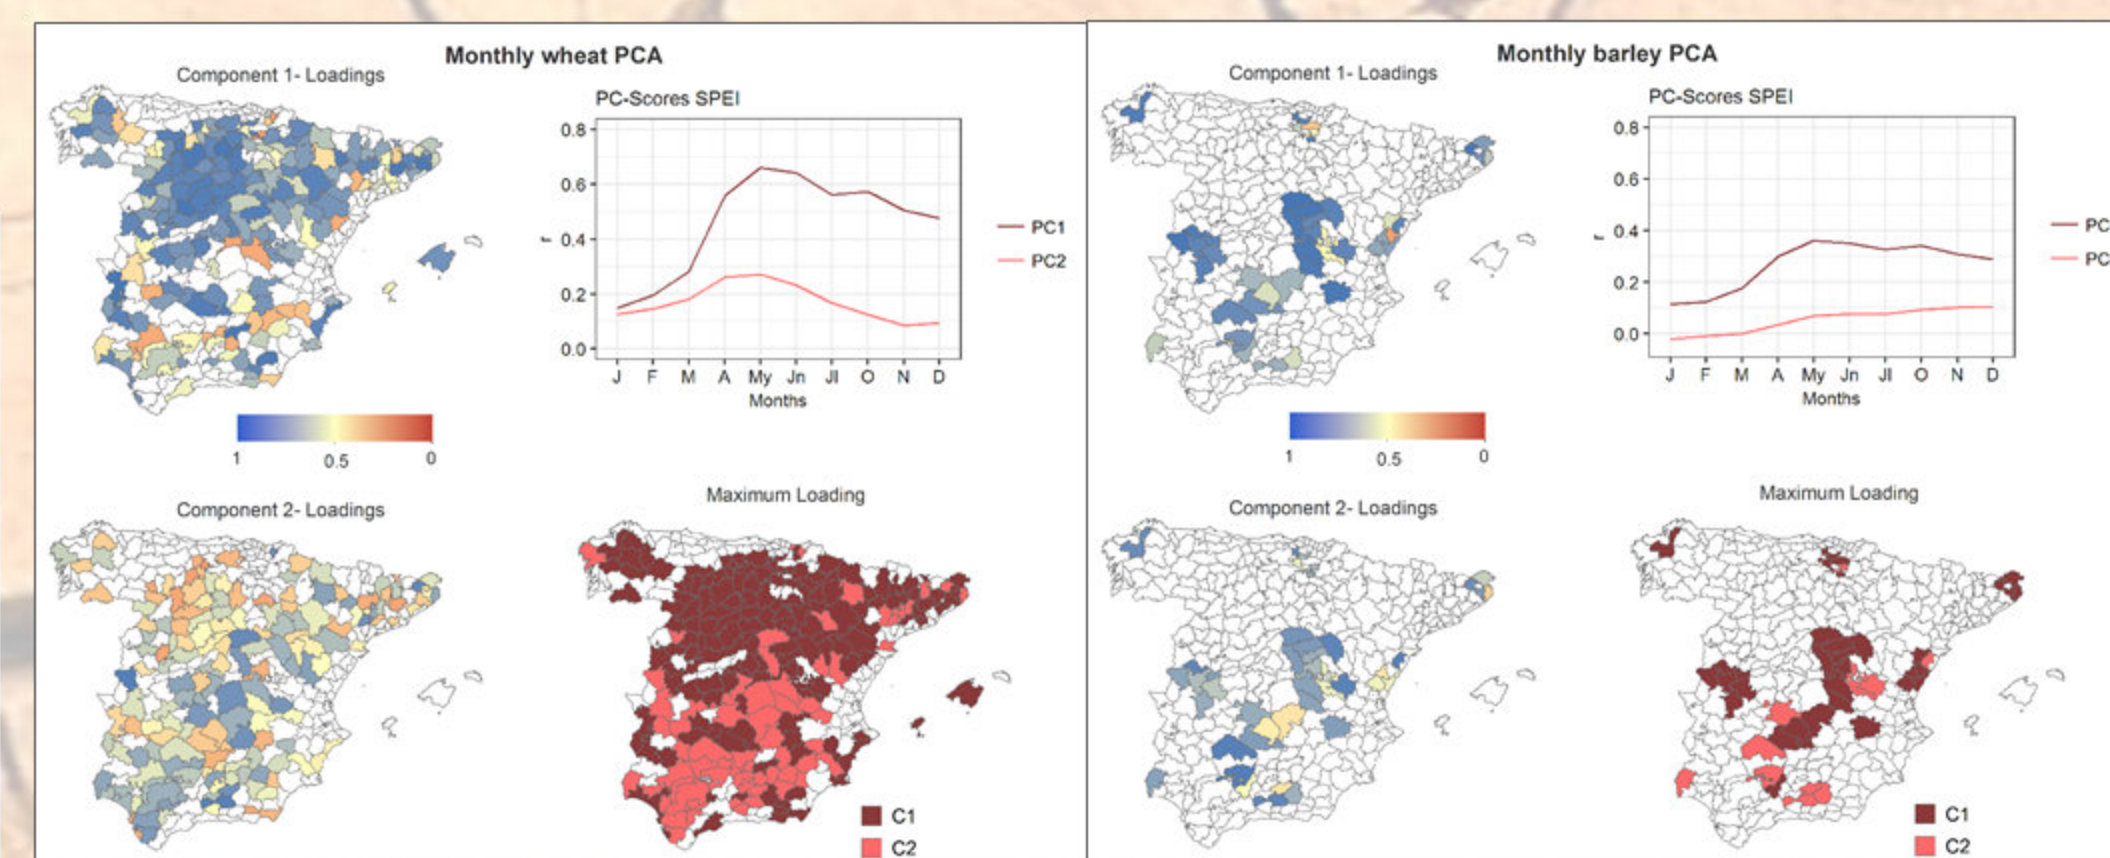 Monthly wheat PCA
Component 1- Loadings
PC-Scores SPEI
0.8
0.6
0.4
0.2
0.0
r
J F M A My Jn Jl O N D
Months
PC1
PC2
1 0.5 0
Component 2- Loadings
Maximum Loading
C1
C2
Monthly barley PCA
Component 1- Loadings
PC-Scores SPEI
0.8
0.6
0.4
0.2
0.0
r
J F M A My Jn Jl O N D
Months
PC
PC
1 0.5 0
Component 2- Loadings
Maximum Loading
C1
C2